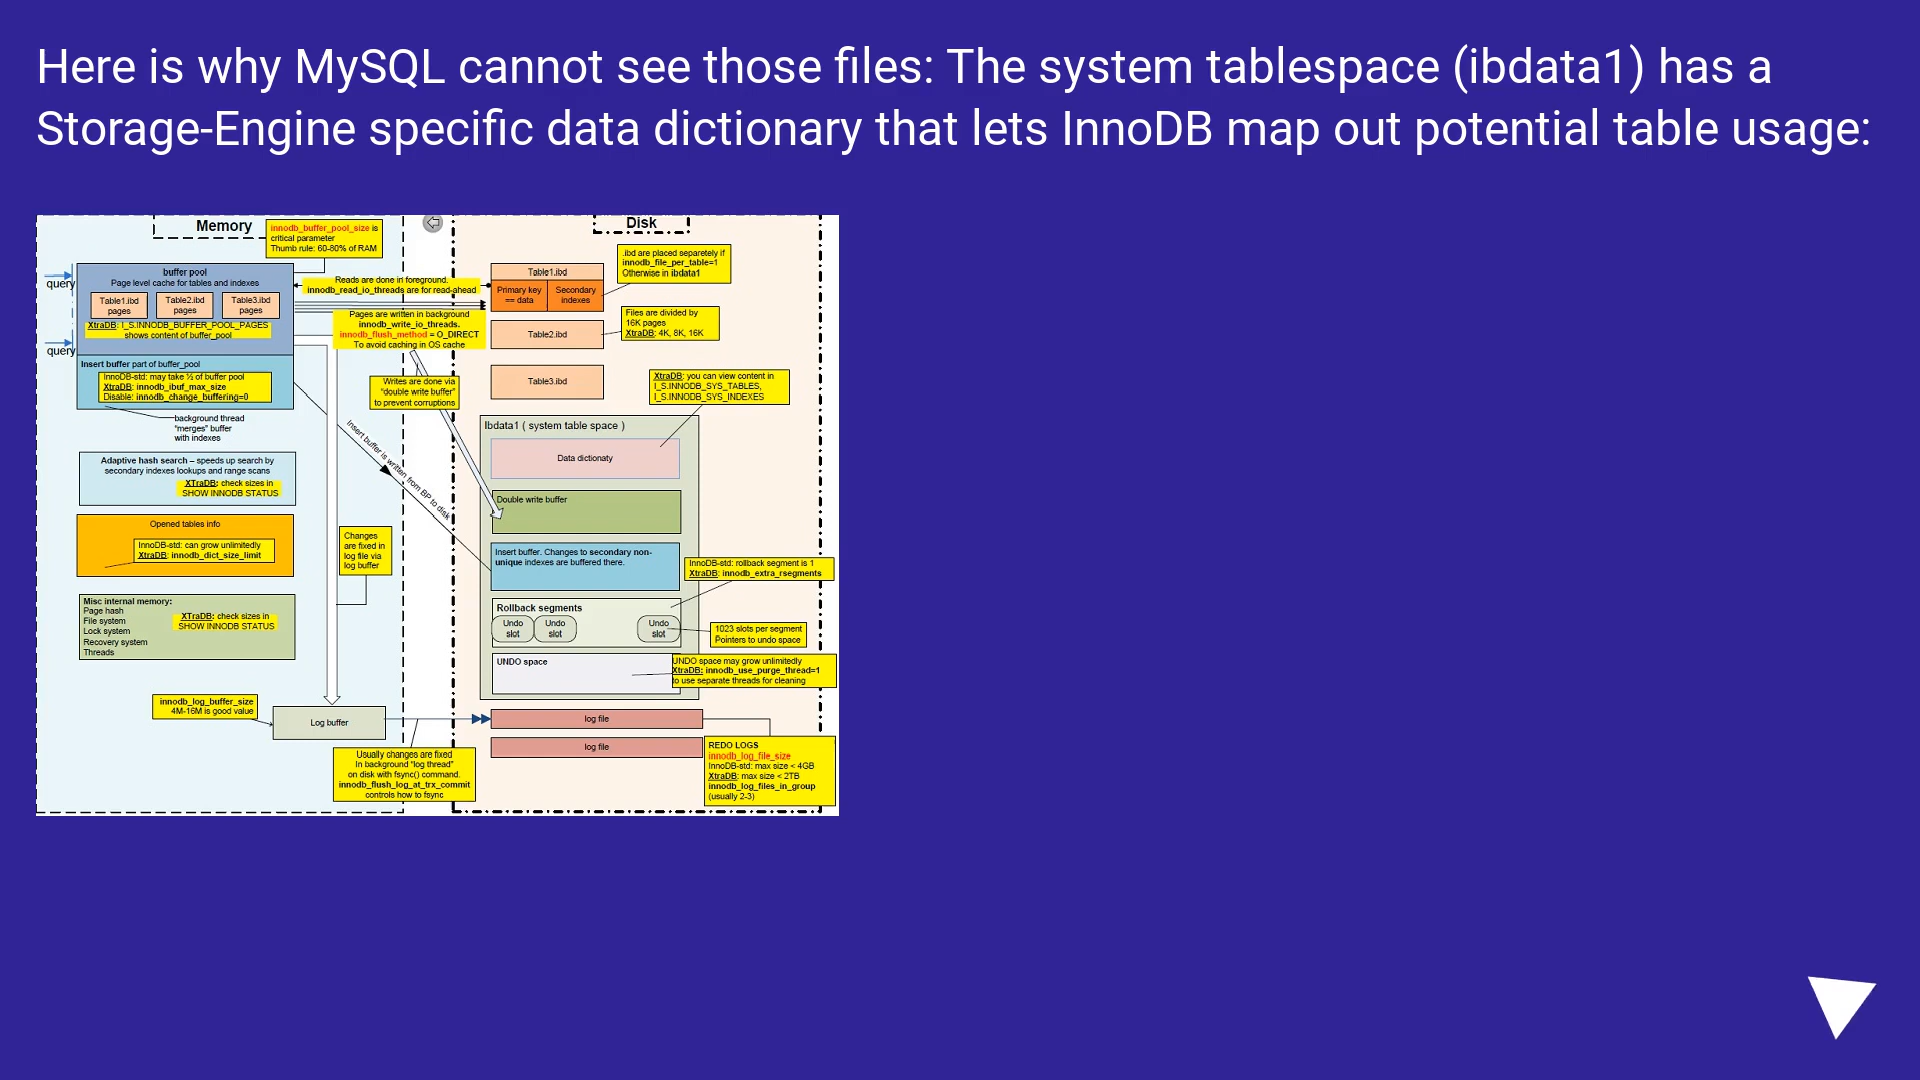 Here is why MySQL cannot see those files: The system tablespace (ibdata1) has a
Storage-Engine specific data dictionary that lets InnoDB map out potential table usage:
Memory
innodb_buffer_pool_size is
critical parameter
Thumb rule: 60-80% of RAM
query
query
buffer pool
Page level cache for tables and indexes
Table1.ibd
pages
Table2.ibd
pages
Table3.ibd
pages
XtraDB: I_S.INNODB_BUFFER_POOL_PAGES
shows content of buffer_pool
Insert buffer part of buffer_pool
InnoDB-std: may take ½ of buffer pool
XtraDB: innodb_ibuf_max_size
Disable: innodb_change_buffering=0
background thread
"merges" buffer
with indexes
Adaptive hash search – speeds up search by
secondary indexes lookups and range scans
XTraDB: check sizes in
SHOW INNODB STATUS
Opened tables info
InnoDB-std: can grow unlimitedly
XtraDB: innodb_dict_size_limit
Misc internal memory:
Page hash
File system
Lock system
Recovery system
Threads
XTraDB: check sizes in
SHOW INNODB STATUS
innodb_log_buffer_size
4M-16M is good value
Log buffer
Reads are done in foreground.
innodb_read_io_threads are for read-ahead
Pages are written in background
innodb_write_io_threads.
innodb_flush_method = O_DIRECT
To avoid caching in OS cache
Writes are done via
"double write buffer"
to prevent corruptions
Insert buffer is written from BP to disk
Changes
are fixed in
log file via
log buffer
Usually changes are fixed
In background "log thread"
on disk with fsync() command.
innodb_flush_log_at_trx_commit
controls how to fsync
Disk
Table1.ibd
Primary key
== data
Secondary
indexes
.ibd are placed separetely if
innodb_file_per_table=1
Otherwise in ibdata1
Table2.ibd
Files are divided by
16K pages
XtraDB: 4K, 8K, 16K
Table3.ibd
XtraDB: you can view content in
I_S.INNODB_SYS_TABLES,
I_S.INNODB_SYS_INDEXES
Ibdata1 ( system table space )
Data dictionaty
Double write buffer
Insert buffer. Changes to secondary non-
unique indexes are buffered there.
InnoDB-std: rollback segment is 1
XtraDB: innodb_extra_rsegments
Rollback segments
Undo
slot
Undo
slot
Undo
slot
1023 slots per segment
Pointers to undo space
UNDO space
UNDO space may grow unlimitedly
XtraDB: innodb_use_purge_thread=1
to use separate threads for cleaning
log file
log file
REDO LOGS
innodb_log_file_size
InnoDB-std: max size < 4GB
XtraDB: max size < 2TB
innodb_log_files_in_group
(usually 2-3)